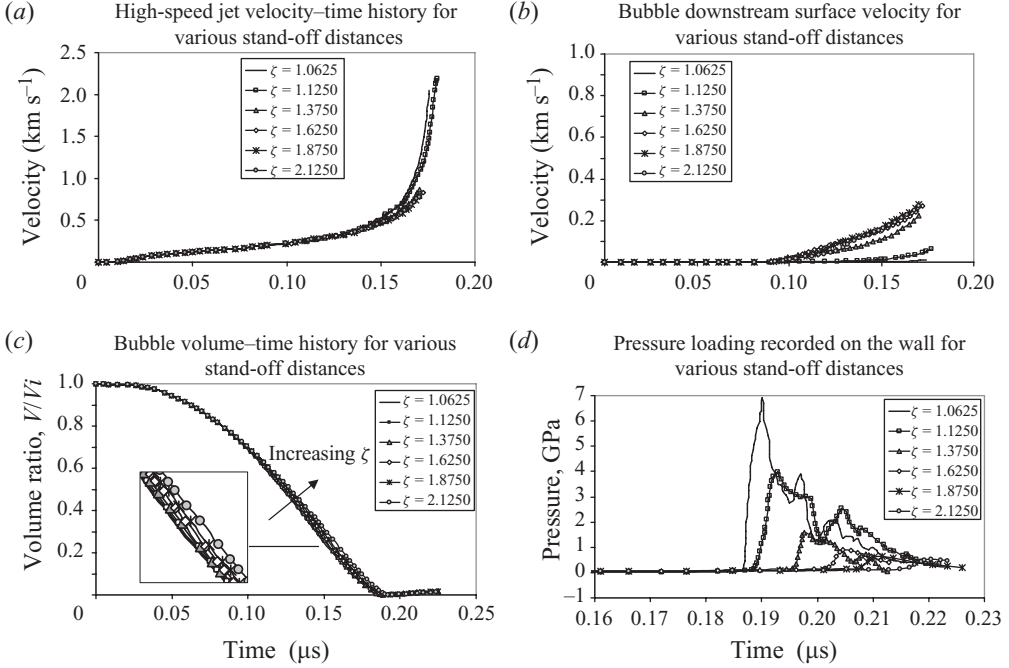 (a)
High-speed jet velocity–time history for
various stand-off distances
Velocity (km s⁻¹)
2.5
2.0
1.5
1.0
0.5
0
0.05
0.10
0.15
0.20
ζ = 1.0625
ζ = 1.1250
ζ = 1.3750
ζ = 1.6250
ζ = 1.8750
ζ = 2.1250
(b)
Bubble downstream surface velocity for
various stand-off distances
Velocity (km s⁻¹)
1.0
0.8
0.6
0.4
0.2
0
0.05
0.10
0.15
0.20
ζ = 1.0625
ζ = 1.1250
ζ = 1.3750
ζ = 1.6250
ζ = 1.8750
ζ = 2.1250
(c)
Bubble volume–time history for various
stand-off distances
Volume ratio, V/Vi
1.0
0.8
0.6
0.4
0.2
0
0.05
0.10
0.15
0.20
0.25
Time (μs)
ζ = 1.0625
ζ = 1.1250
ζ = 1.3750
ζ = 1.6250
ζ = 1.8750
ζ = 2.1250
Increasing ζ
(d)
Pressure loading recorded on the wall for
various stand-off distances
Pressure, GPa
7
6
5
4
3
2
1
0
−1
0.16
0.17
0.18
0.19
0.20
0.21
0.22
0.23
Time (μs)
ζ = 1.0625
ζ = 1.1250
ζ = 1.3750
ζ = 1.6250
ζ = 1.8750
ζ = 2.1250